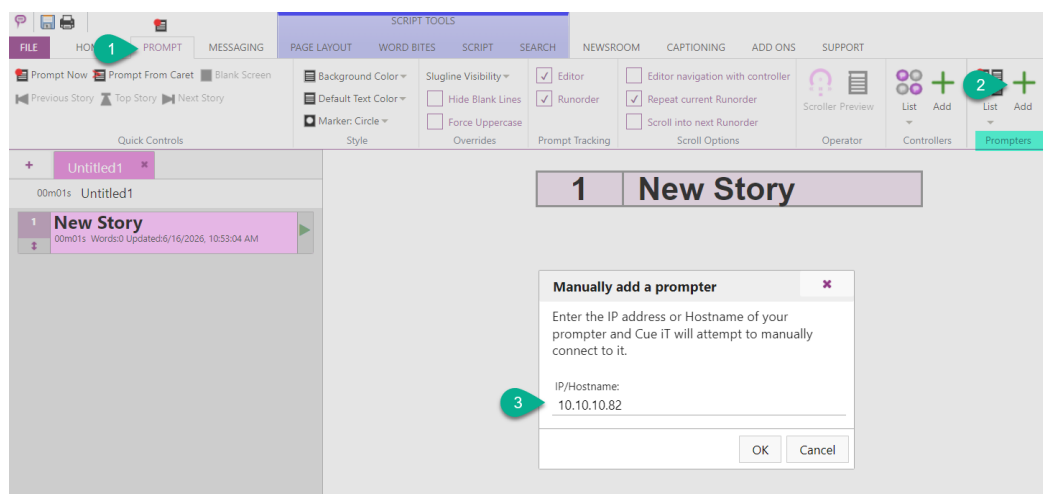 SCRIPT TOOLS
FILE HO 1 PROMPT MESSAGING PAGE LAYOUT WORD BITES SCRIPT SEARCH NEWSROOM CAPTIONING ADD ONS SUPPORT
Prompt Now Prompt From Caret Blank Screen Background Color Slugline Visibility Editor Editor navigation with controller 2
Previous Story Top Story Next Story Default Text Color Hide Blank Lines Runorder Repeat current Runorder Scroller Preview List Add List Add
Marker: Circle Force Uppercase Scroll into next Runorder
Quick Controls Style Overrides Prompt Tracking Scroll Options Operator Controllers Prompters
+ Untitled1
00m01s Untitled1
1 New Story
1 New Story
00m01s Words:0 Updated:6/16/2026, 10:53:04 AM
Manually add a prompter
Enter the IP address or Hostname of your
prompter and Cue iT will attempt to manually
connect to it.
IP/Hostname:
3 10.10.10.82
OK Cancel